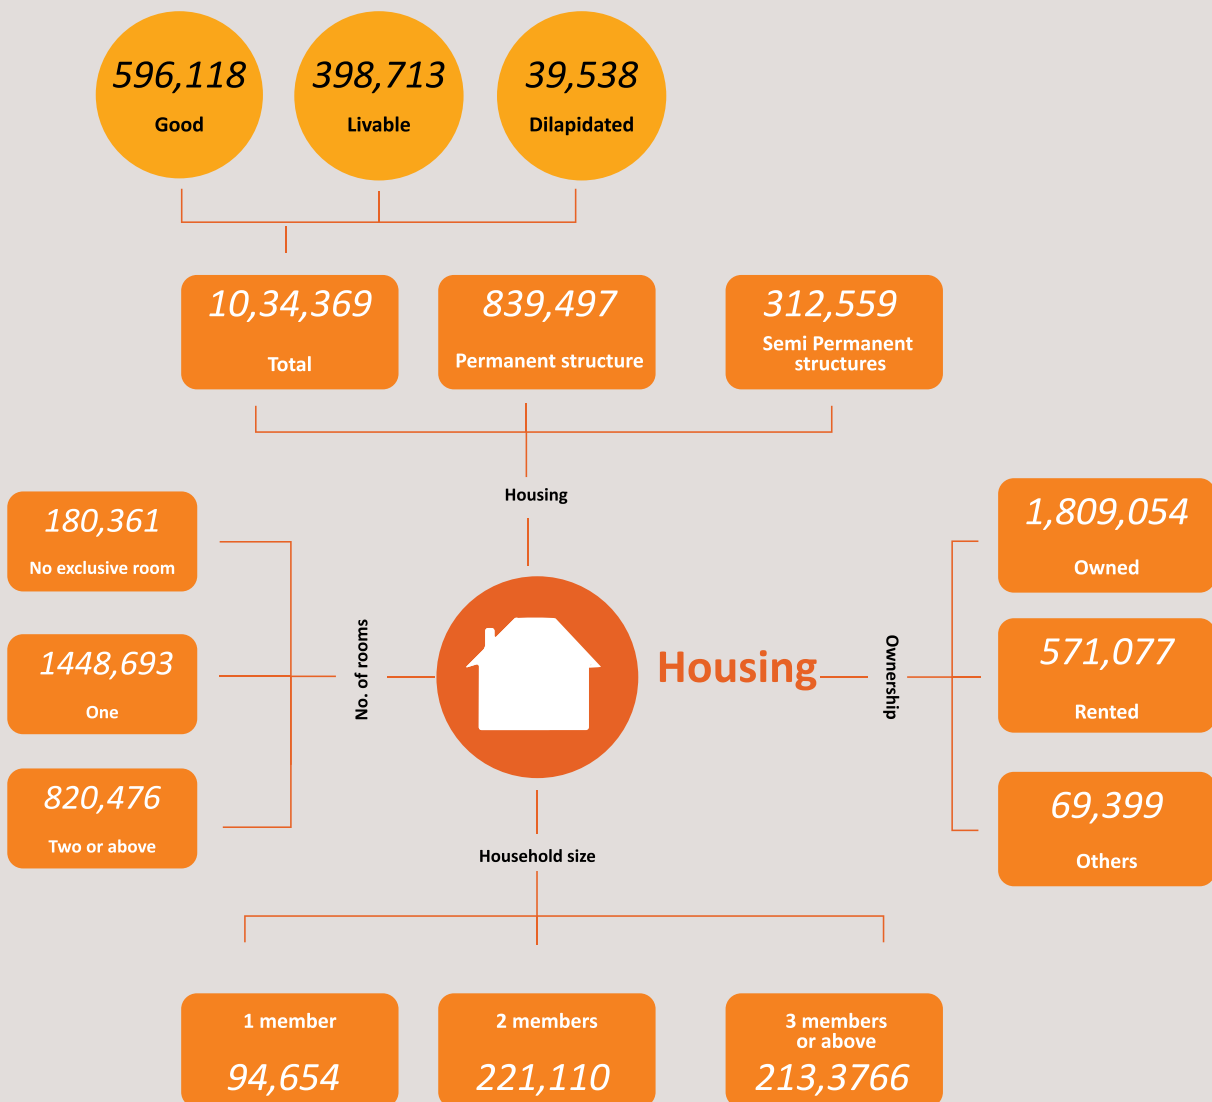 596,118
Good
398,713
Livable
39,538
Dilapidated
10,34,369
Total
839,497
Permanent structure
312,559
Semi Permanent
structures
Housing
180,361
No exclusive room
1448,693
One
820,476
Two or above
No. of rooms
Housing
Ownership
1,809,054
Owned
571,077
Rented
69,399
Others
Household size
1 member
94,654
2 members
221,110
3 members
or above
213,3766